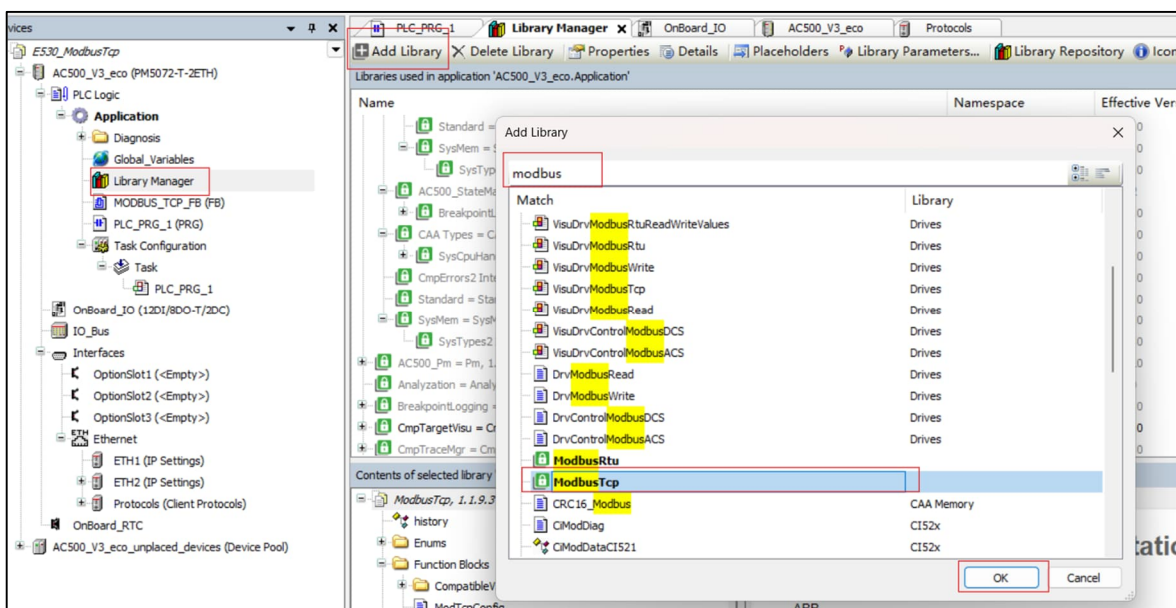 vices
E530_ModbusTcp
AC500_V3_eco (PM5072-T-2ETH)
PLC Logic
Application
Diagnosis
Global_Variables
Library Manager
MODBUS_TCP_FB (FB)
PLC_PRG_1 (PRG)
Task Configuration
Task
PLC_PRG_1
OnBoard_IO (12DI/8DO-T/2DC)
IO_Bus
Interfaces
OptionSlot1 (<Empty>)
OptionSlot2 (<Empty>)
OptionSlot3 (<Empty>)
ETH Ethernet
ETH1 (IP Settings)
ETH2 (IP Settings)
Protocols (Client Protocols)
OnBoard_RTC
AC500_V3_eco_unplaced_devices (Device Pool)
PLC_PRG_1 Library Manager OnBoard_IO AC500_V3_eco Protocols
Add Library Delete Library Properties Details Placeholders Library Parameters... Library Repository Icon
Libraries used in application 'AC500_V3_eco.Application'
Name Namespace Effective Ver
Standard =
SysMem = S
SysTyp
AC500_StateMa
BreakpointL
CAA Types = C
SysCpuHan
CmpErrors2 Inte
Standard = Sta
SysMem = SysM
SysTypes2
AC500_Pm = Pm, 1.
Analyzation = Analy
BreakpointLogging =
CmpTargetVisu = Cr
CmpTraceMgr = Cm
Contents of selected library
ModbusTcp, 1.1.9.3
history
Enums
Function Blocks
CompatibleV
ModTcpConfig
Add Library
modbus
Match Library
VisuDrvModbusRtuReadWriteValues Drives
VisuDrvModbusRtu Drives
VisuDrvModbusWrite Drives
VisuDrvModbusTcp Drives
VisuDrvModbusRead Drives
VisuDrvControlModbusDCS Drives
VisuDrvControlModbusACS Drives
DrvModbusRead Drives
DrvModbusWrite Drives
DrvControlModbusDCS Drives
DrvControlModbusACS Drives
ModbusRtu
ModbusTcp
CRC16_Modbus CAA Memory
CiModDiag CI52x
CiModDataCI521 CI52x
OK Cancel
tatio
ABB